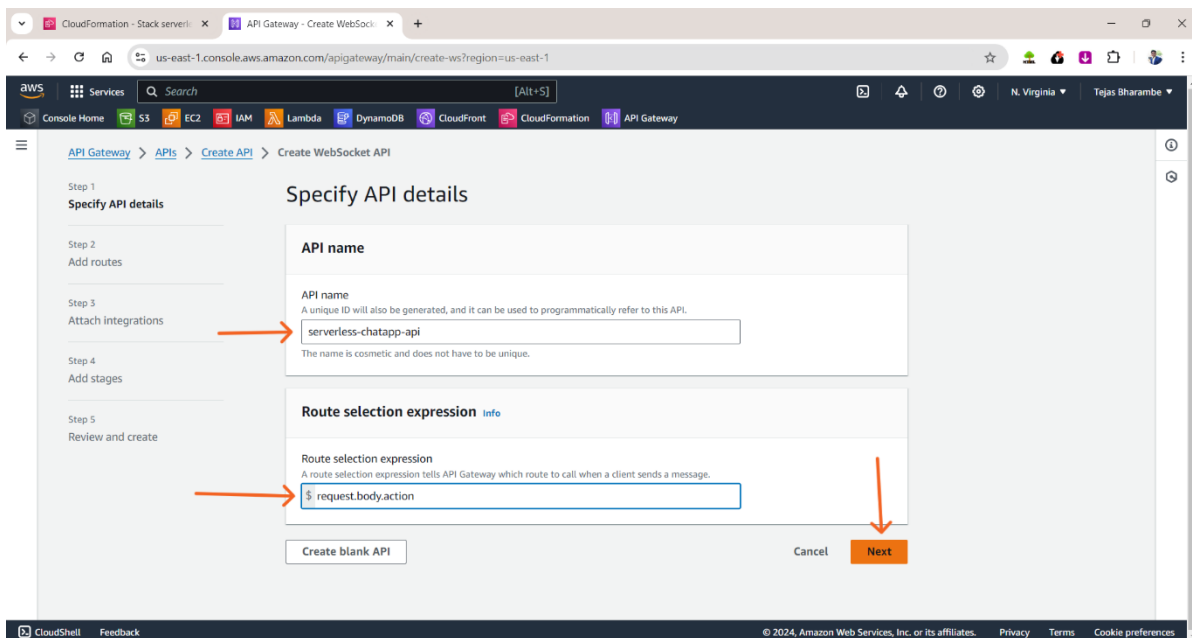 CloudFormation - Stack serverle
API Gateway - Create WebSock
us-east-1.console.aws.amazon.com/apigateway/main/create-ws?region=us-east-1
aws Services Search [Alt+S] N. Virginia Tejas Bharambe
Console Home S3 EC2 IAM Lambda DynamoDB CloudFront CloudFormation API Gateway
API Gateway > APIs > Create API > Create WebSocket API
Step 1
Specify API details
Step 2
Add routes
Step 3
Attach integrations
Step 4
Add stages
Step 5
Review and create
Specify API details
API name
API name
A unique ID will also be generated, and it can be used to programmatically refer to this API.
serverless-chatapp-api
The name is cosmetic and does not have to be unique.
Route selection expression Info
Route selection expression
A route selection expression tells API Gateway which route to call when a client sends a message.
$ request.body.action
Create blank API Cancel Next
CloudShell Feedback © 2024, Amazon Web Services, Inc. or its affiliates. Privacy Terms Cookie preferences